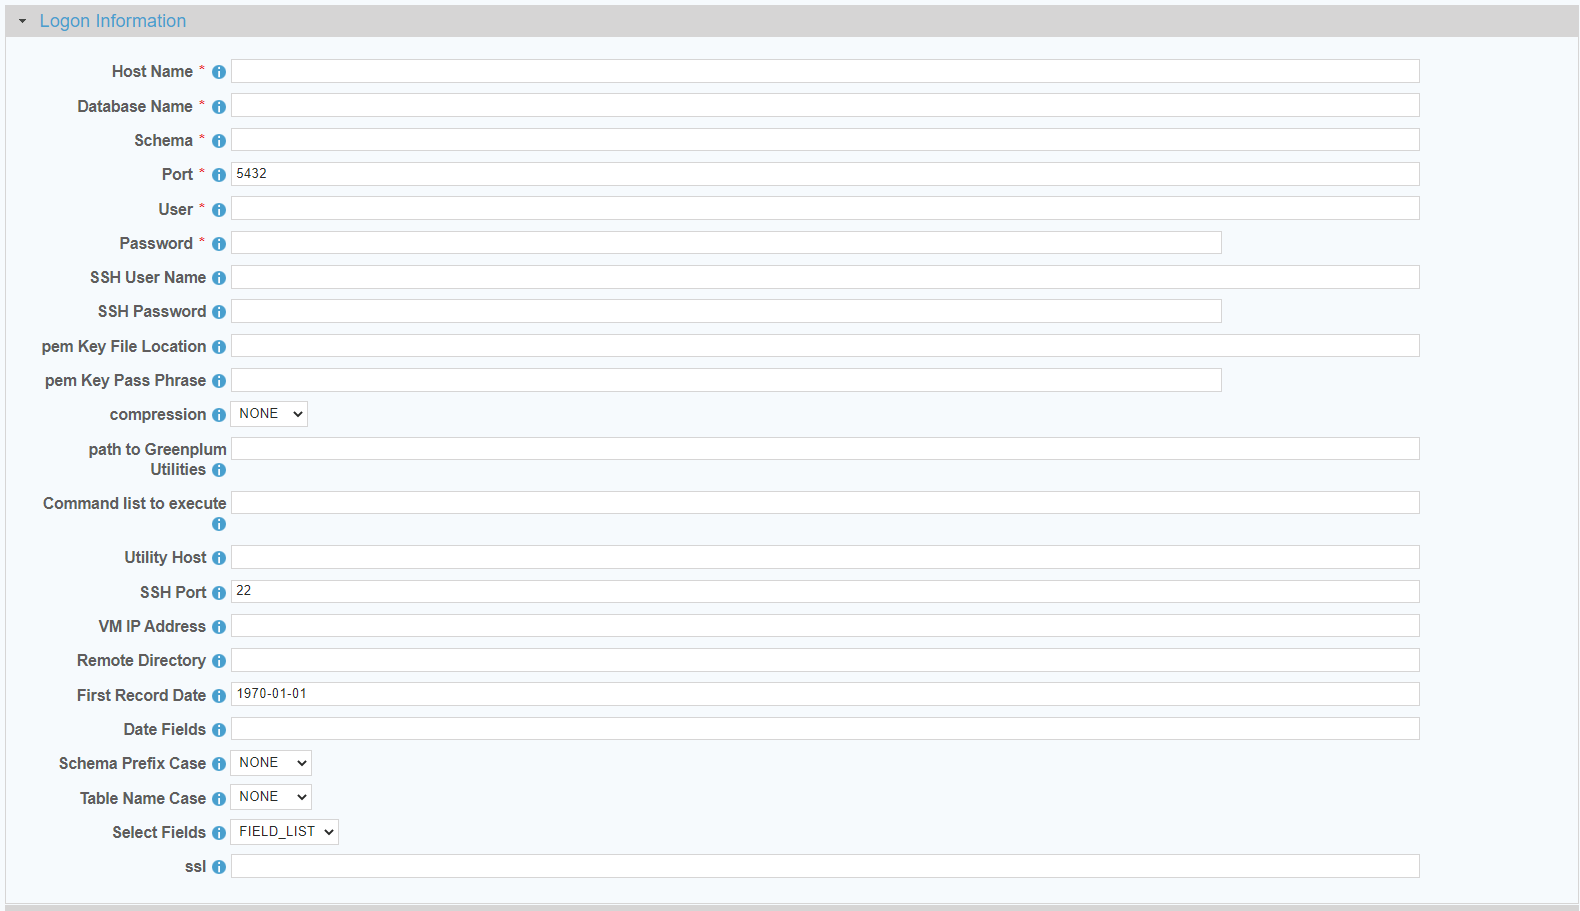 Logon Information
Host Name *
Database Name *
Schema *
Port * 5432
User *
Password *
SSH User Name
SSH Password
pem Key File Location
pem Key Pass Phrase
compression NONE
path to Greenplum
Utilities
Command list to execute
Utility Host
SSH Port 22
VM IP Address
Remote Directory
First Record Date 1970-01-01
Date Fields
Schema Prefix Case NONE
Table Name Case NONE
Select Fields FIELD_LIST
ssl